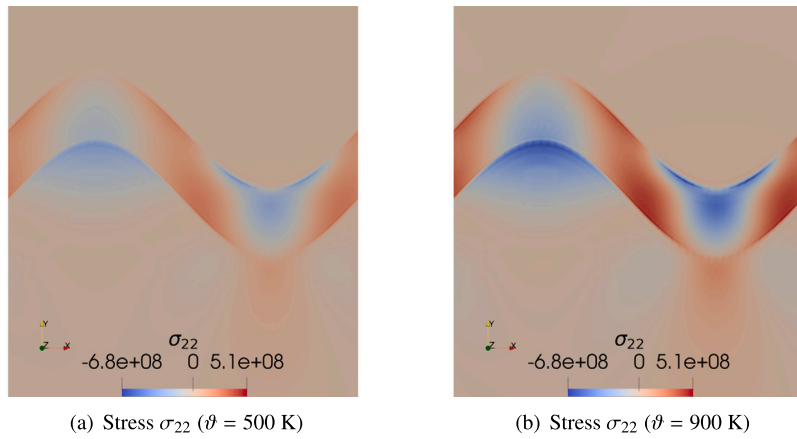 Y
Z X
σ22
-6.8e+08 0 5.1e+08
(a) Stress σ22 (ϑ = 500 K)
Y
Z X
σ22
-6.8e+08 0 5.1e+08
(b) Stress σ22 (ϑ = 900 K)